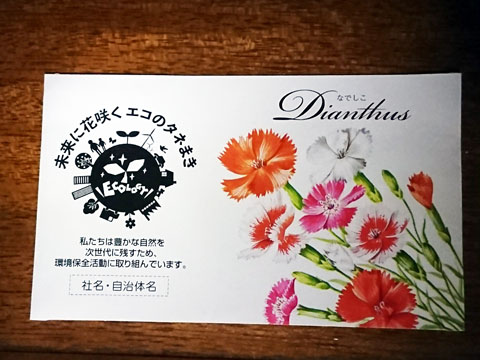 未来に花咲くエコのタネまき
ECOLOGY!
私たちは豊かな自然を
次世代に残すため、
環境保全活動に取り組んでいます。
社名・自治体名
なでしこ
Dianthus